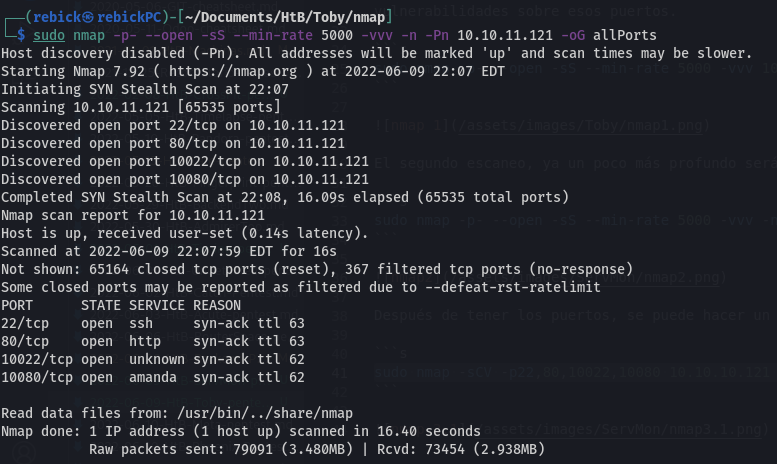 ┌──(rebick㉿rebickPC)-[~/Documents/HtB/Toby/nmap]
└─$ sudo nmap -p- --open -sS --min-rate 5000 -vvv -n -Pn 10.10.11.121 -oG allPorts
Host discovery disabled (-Pn). All addresses will be marked 'up' and scan times may be slower.
Starting Nmap 7.92 ( https://nmap.org ) at 2022-06-09 22:07 EDT
Initiating SYN Stealth Scan at 22:07
Scanning 10.10.11.121 [65535 ports]
Discovered open port 22/tcp on 10.10.11.121
Discovered open port 80/tcp on 10.10.11.121
Discovered open port 10022/tcp on 10.10.11.121
Discovered open port 10080/tcp on 10.10.11.121
Completed SYN Stealth Scan at 22:08, 16.09s elapsed (65535 total ports)
Nmap scan report for 10.10.11.121
Host is up, received user-set (0.14s latency).
Scanned at 2022-06-09 22:07:59 EDT for 16s
Not shown: 65164 closed tcp ports (reset), 367 filtered tcp ports (no-response)
Some closed ports may be reported as filtered due to --defeat-rst-ratelimit
PORT      STATE SERVICE REASON
22/tcp    open  ssh     syn-ack ttl 63
80/tcp    open  http    syn-ack ttl 63
10022/tcp open  unknown syn-ack ttl 62
10080/tcp open  amanda  syn-ack ttl 62
Read data files from: /usr/bin/../share/nmap
Nmap done: 1 IP address (1 host up) scanned in 16.40 seconds
Raw packets sent: 79091 (3.480MB) | Rcvd: 73454 (2.938MB)